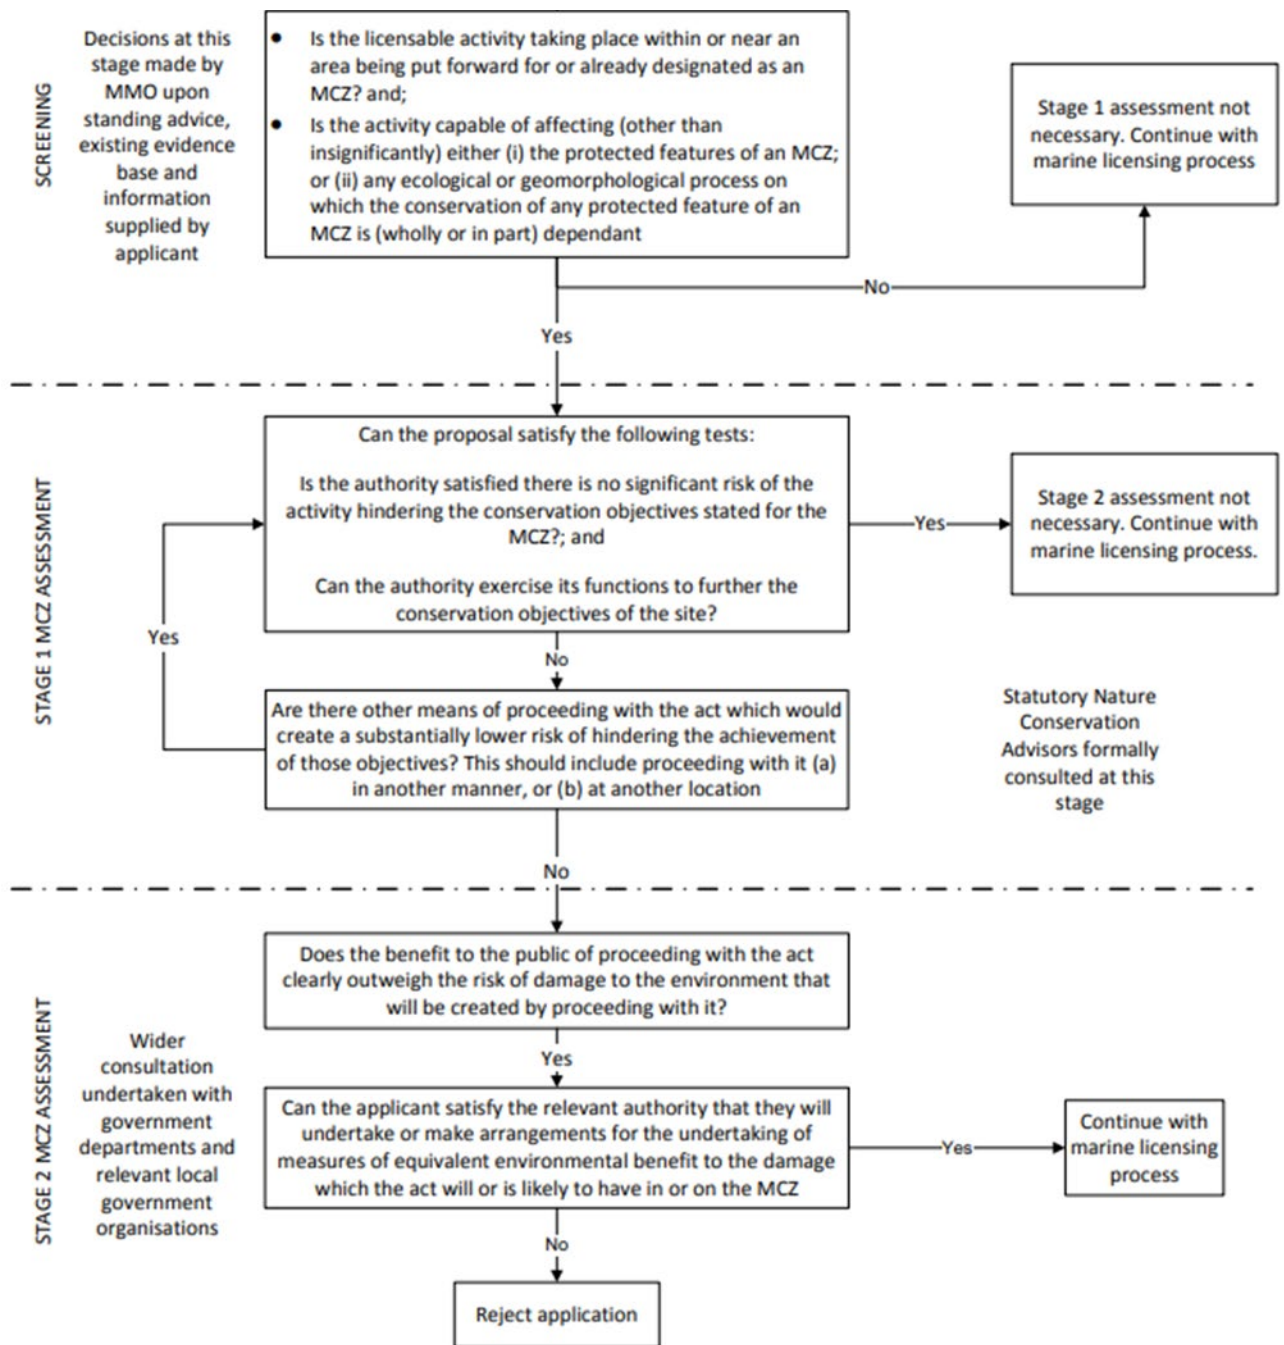 SCREENING
Decisions at this
stage made by
MMO upon
standing advice,
existing evidence
base and
information
supplied by
applicant
● Is the licensable activity taking place within or near an
area being put forward for or already designated as an
MCZ? and;
● Is the activity capable of affecting (other than
insignificantly) either (i) the protected features of an MCZ;
or (ii) any ecological or geomorphological process on
which the conservation of any protected feature of an
MCZ is (wholly or in part) dependant
Stage 1 assessment not
necessary. Continue with
marine licensing process
No
Yes
STAGE 1 MCZ ASSESSMENT
Can the proposal satisfy the following tests:
Is the authority satisfied there is no significant risk of the
activity hindering the conservation objectives stated for the
MCZ?; and
Can the authority exercise its functions to further the
conservation objectives of the site?
Yes
Stage 2 assessment not
necessary. Continue with
marine licensing process.
Yes
No
Are there other means of proceeding with the act which would
create a substantially lower risk of hindering the achievement
of those objectives? This should include proceeding with it (a)
in another manner, or (b) at another location
Statutory Nature
Conservation
Advisors formally
consulted at this
stage
No
STAGE 2 MCZ ASSESSMENT
Wider
consultation
undertaken with
government
departments and
relevant local
government
organisations
Does the benefit to the public of proceeding with the act
clearly outweigh the risk of damage to the environment that
will be created by proceeding with it?
Yes
Can the applicant satisfy the relevant authority that they will
undertake or make arrangements for the undertaking of
measures of equivalent environmental benefit to the damage
which the act will or is likely to have in or on the MCZ
Yes
Continue with
marine licensing
process
No
Reject application